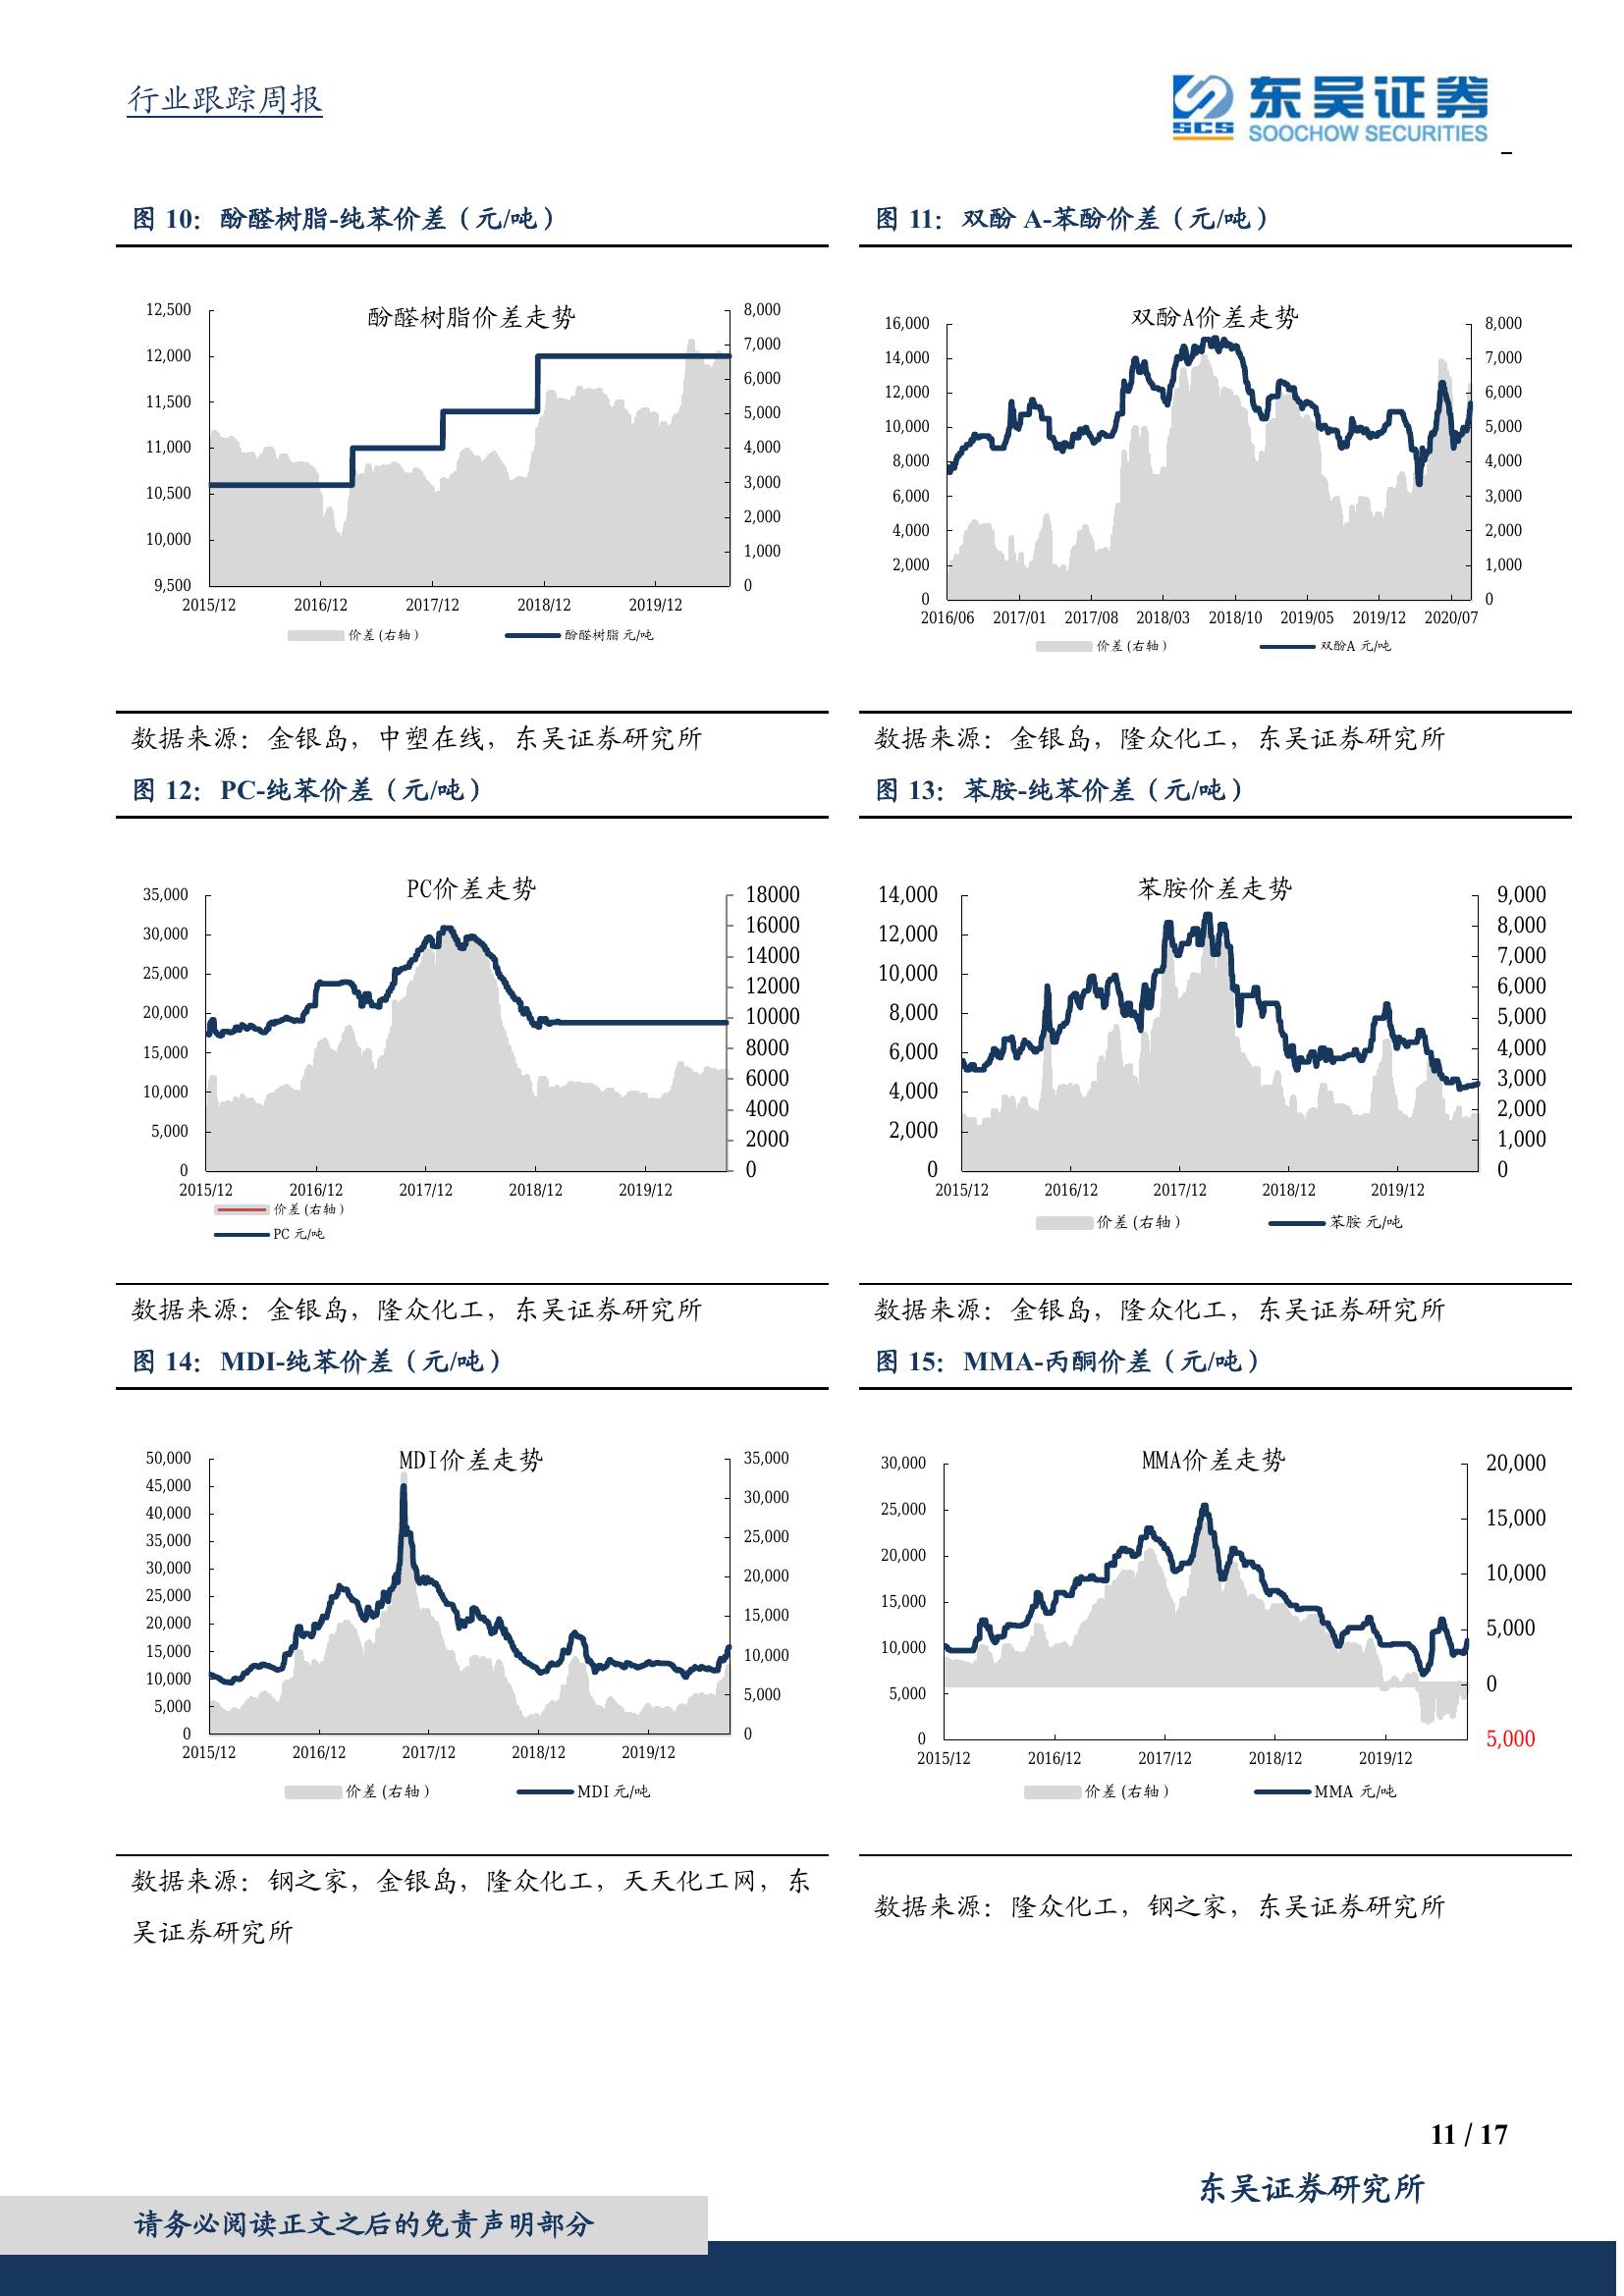 行业跟踪周报
SCS
东吴证券
SOOCHOW SECURITIES
图 10：酚醛树脂-纯苯价差（元/吨）
酚醛树脂价差走势
12,500
12,000
11,500
11,000
10,500
10,000
9,500
8,000
7,000
6,000
5,000
4,000
3,000
2,000
1,000
0
2015/12 2016/12 2017/12 2018/12 2019/12
价差(右轴) 酚醛树脂 元/吨
数据来源：金银岛，中塑在线，东吴证券研究所
图 11：双酚 A-苯酚价差（元/吨）
双酚A价差走势
16,000
14,000
12,000
10,000
8,000
6,000
4,000
2,000
0
8,000
7,000
6,000
5,000
4,000
3,000
2,000
1,000
0
2016/06 2017/01 2017/08 2018/03 2018/10 2019/05 2019/12 2020/07
价差(右轴) 双酚A 元/吨
数据来源：金银岛，隆众化工，东吴证券研究所
图 12：PC-纯苯价差（元/吨）
PC价差走势
35,000
30,000
25,000
20,000
15,000
10,000
5,000
0
18000
16000
14000
12000
10000
8000
6000
4000
2000
0
2015/12 2016/12 2017/12 2018/12 2019/12
价差(右轴)
PC 元/吨
数据来源：金银岛，隆众化工，东吴证券研究所
图 13：苯胺-纯苯价差（元/吨）
苯胺价差走势
14,000
12,000
10,000
8,000
6,000
4,000
2,000
0
9,000
8,000
7,000
6,000
5,000
4,000
3,000
2,000
1,000
0
2015/12 2016/12 2017/12 2018/12 2019/12
价差(右轴) 苯胺 元/吨
数据来源：金银岛，隆众化工，东吴证券研究所
图 14：MDI-纯苯价差（元/吨）
MDI价差走势
50,000
45,000
40,000
35,000
30,000
25,000
20,000
15,000
10,000
5,000
0
35,000
30,000
25,000
20,000
15,000
10,000
5,000
0
2015/12 2016/12 2017/12 2018/12 2019/12
价差(右轴) MDI 元/吨
数据来源：钢之家，金银岛，隆众化工，天天化工网，东
吴证券研究所
图 15：MMA-丙酮价差（元/吨）
MMA价差走势
30,000
25,000
20,000
15,000
10,000
5,000
0
20,000
15,000
10,000
5,000
0
5,000
2015/12 2016/12 2017/12 2018/12 2019/12
价差(右轴) MMA 元/吨
数据来源：隆众化工，钢之家，东吴证券研究所
11 / 17
东吴证券研究所
请务必阅读正文之后的免责声明部分